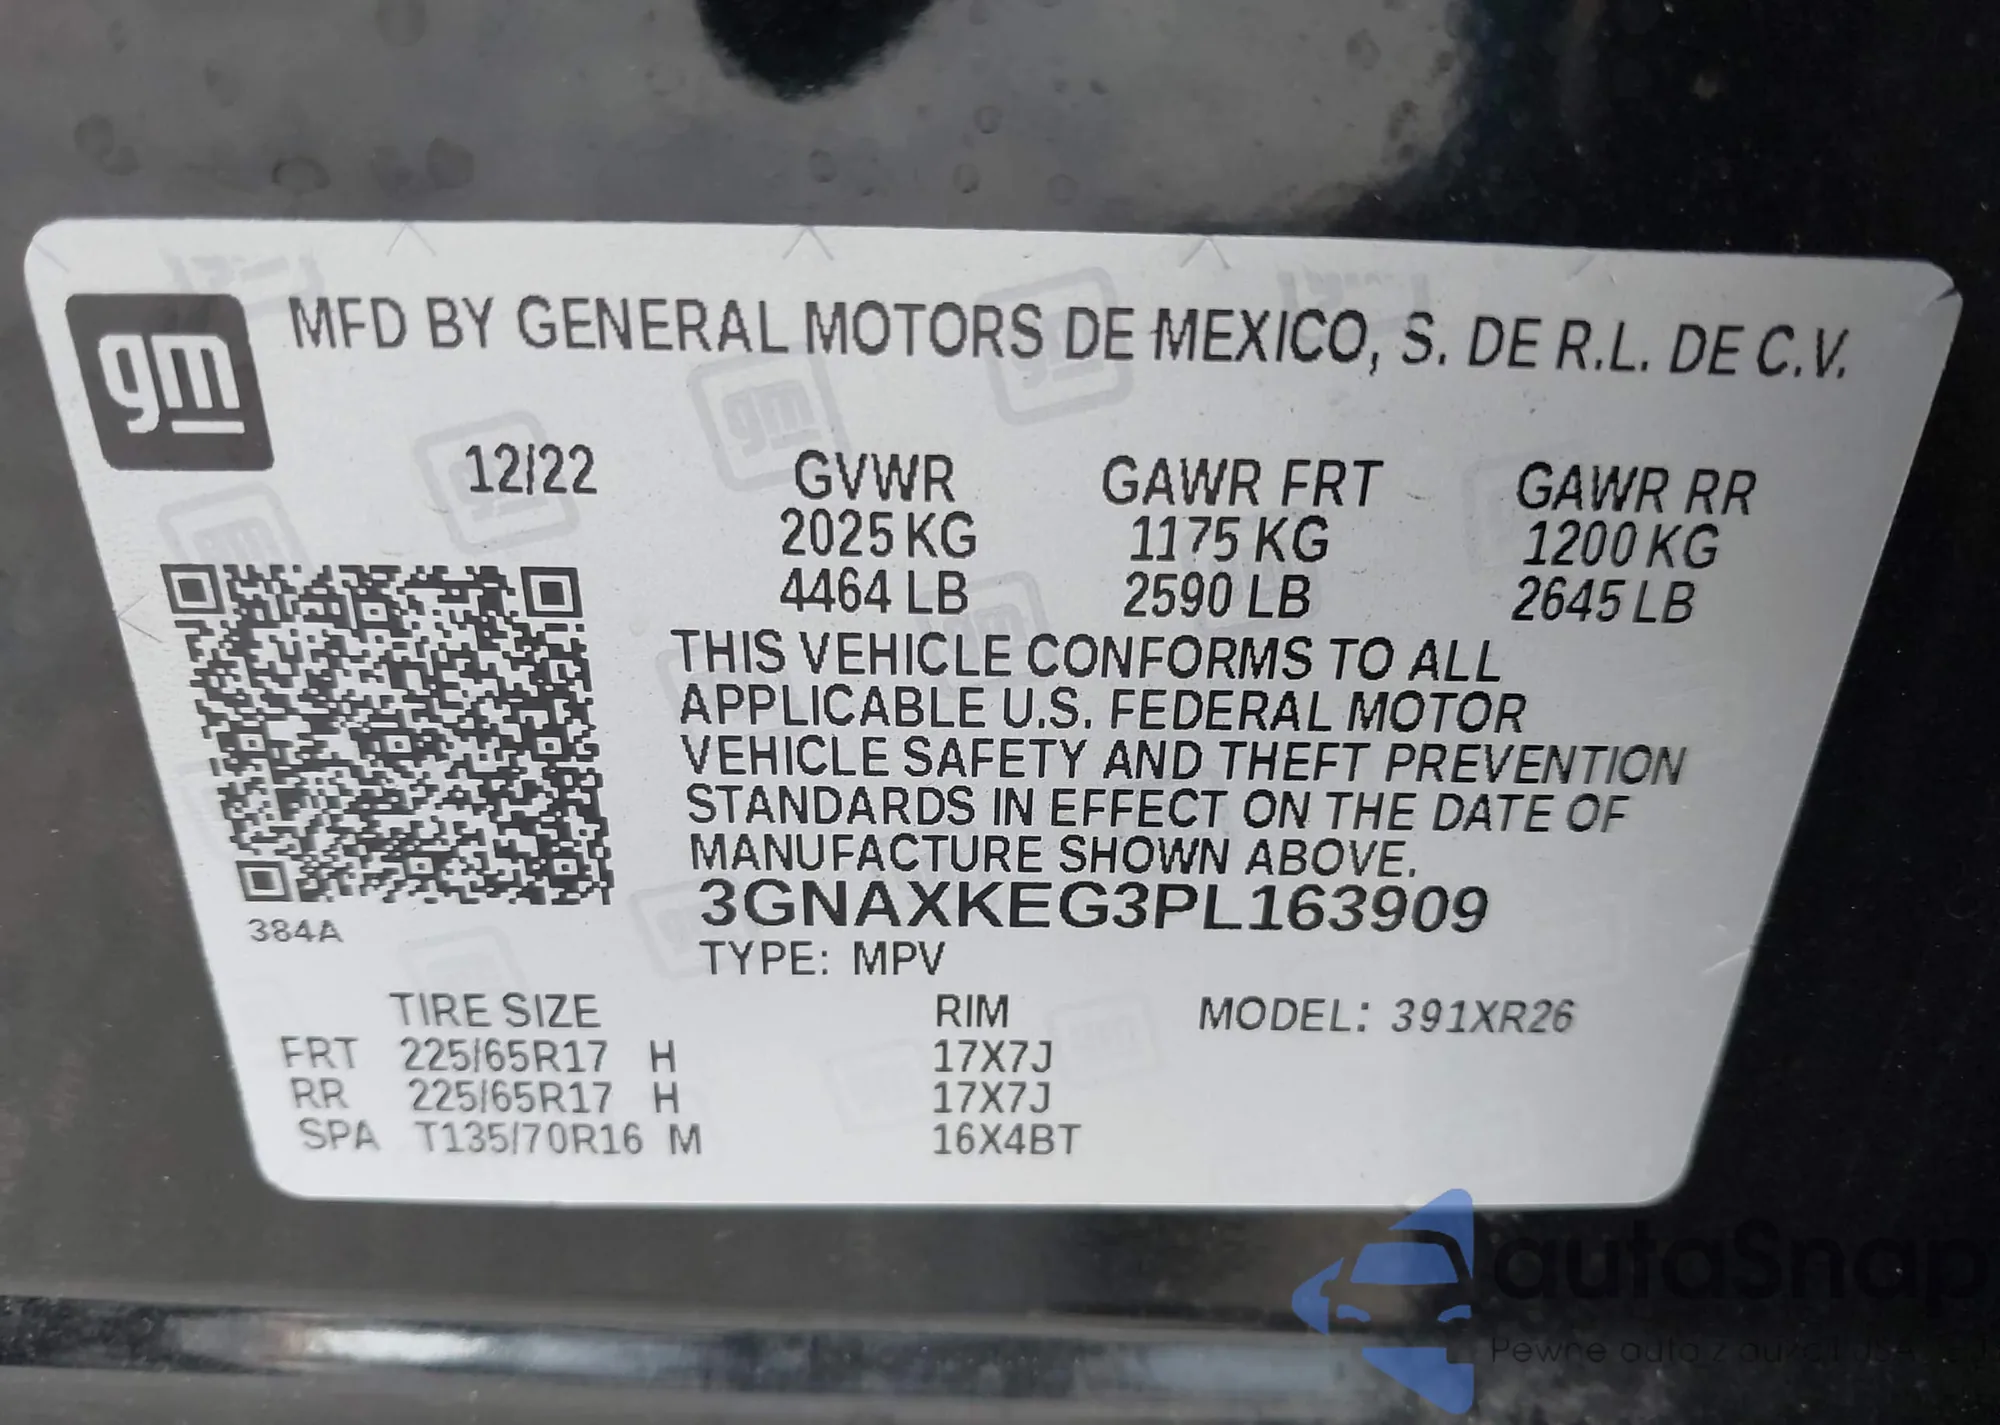 gm
MFD BY GENERAL MOTORS DE MEXICO, S. DE R.L. DE C.V.
12/22 GVWR GAWR FRT GAWR RR
2025 KG 1175 KG 1200 KG
4464 LB 2590 LB 2645 LB
THIS VEHICLE CONFORMS TO ALL
APPLICABLE U.S. FEDERAL MOTOR
VEHICLE SAFETY AND THEFT PREVENTION
STANDARDS IN EFFECT ON THE DATE OF
MANUFACTURE SHOWN ABOVE.
3GNAXKEG3PL163909
384A
TYPE: MPV
TIRE SIZE RIM MODEL: 391XR26
FRT 225/65R17 H 17X7J
RR 225/65R17 H 17X7J
SPA T135/70R16 M 16X4BT
autaSnap
Pewne auta z